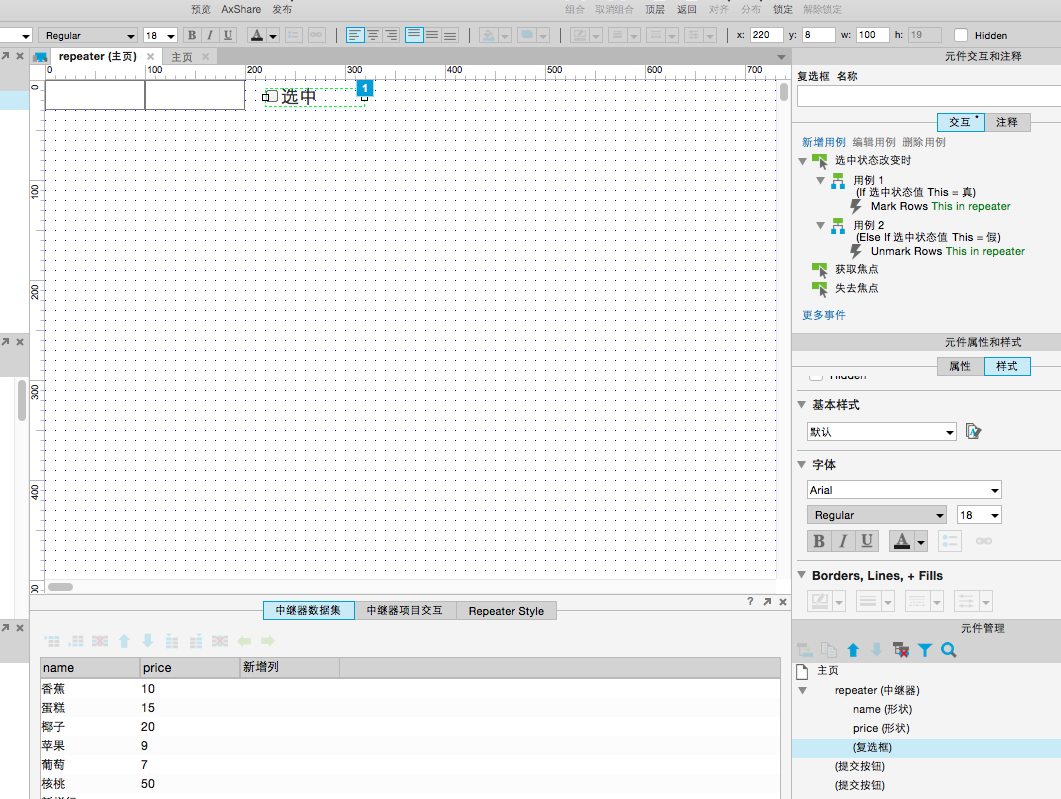 预览 AxShare 发布 组合 取消组合 顶层 返回 对齐 分布 锁定 解除锁定
Regular 18 B I U A x: 220 y: 8 w: 100 h: 19 Hidden
repeater (主页) 主页
元件交互和注释
0 100 200 300 400 500 600 700
0
100
200
300
400
选中
1
复选框 名称
交互 * 注释
新增用例 编辑用例 删除用例
选中状态改变时
用例 1
(If 选中状态值 This = 真)
Mark Rows This in repeater
用例 2
(Else If 选中状态值 This = 假)
Unmark Rows This in repeater
获取焦点
失去焦点
更多事件
元件属性和样式
属性 样式
Hidden
基本样式
默认
字体
Arial
Regular 18
B I U A
Borders, Lines, + Fills
中继器数据集 中继器项目交互 Repeater Style
?
name price 新增列
香蕉 10
蛋糕 15
椰子 20
苹果 9
葡萄 7
核桃 50
元件管理
主页
repeater (中继器)
name (形状)
price (形状)
(复选框)
(提交按钮)
(提交按钮)